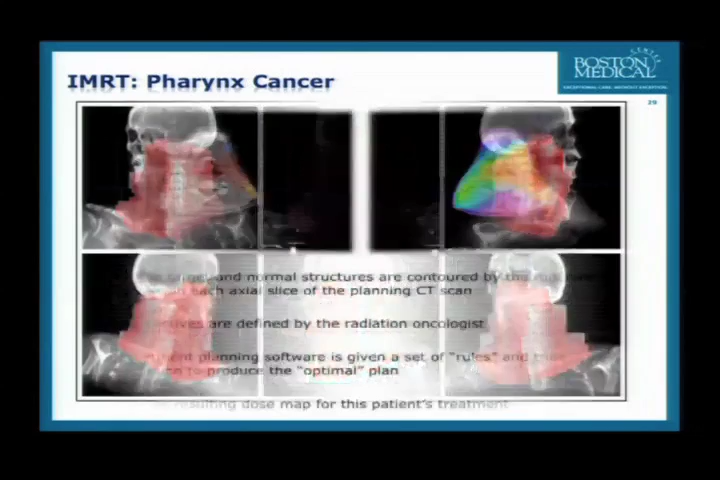 IMRT: Pharynx Cancer
BOSTON
MEDICAL
CENTER
EXCEPTIONAL CARE. WITHOUT EXCEPTION.
29
target and normal structures are contoured by the
each axial slice of the planning CT scan
are defined by the radiation oncologist
planning software is given a set of "rules" and
to produce the "optimal" plan
resulting dose map for this patient's treatment